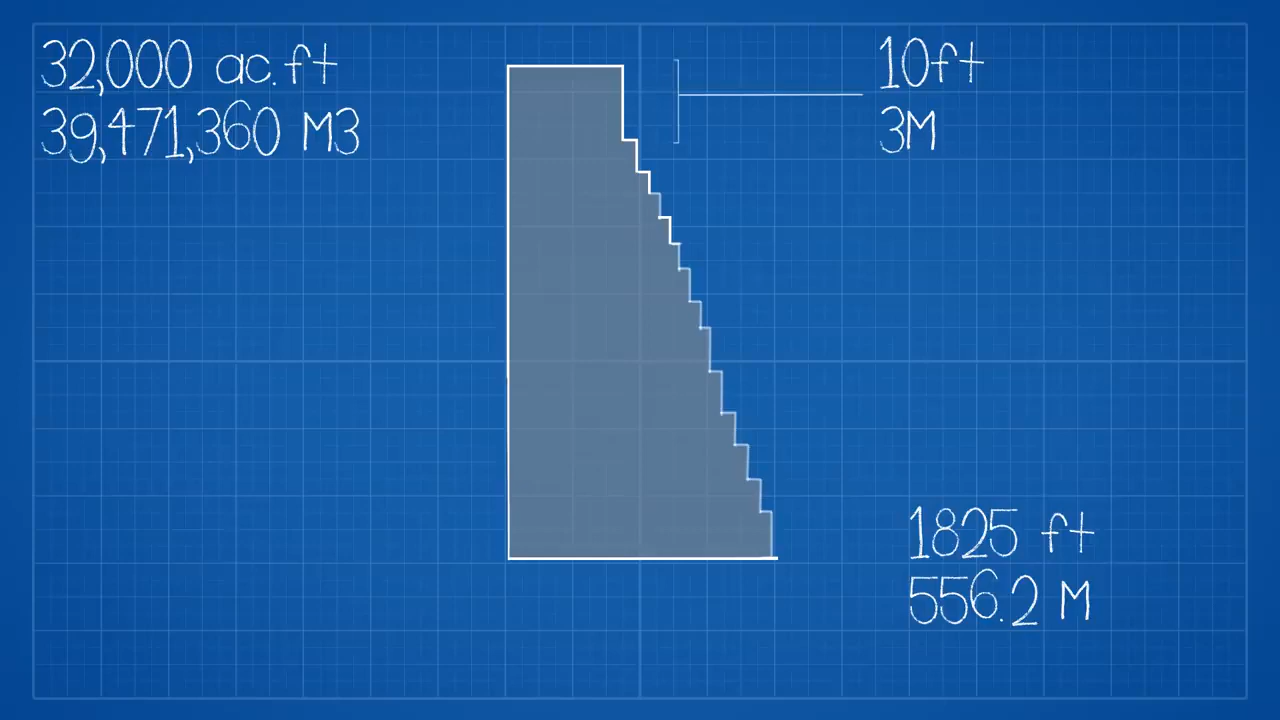 32,000 ac.ft
39,471,360 M3
10ft
3M
1825 ft
556.2 M